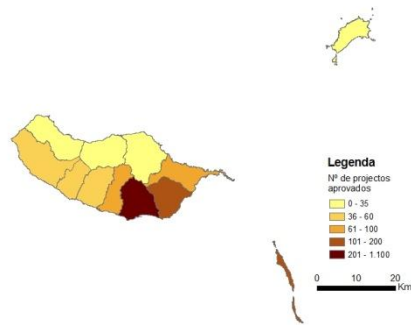 Legenda
Nº de projectos
aprovados
0 - 35
36 - 60
61 - 100
101 - 200
201 - 1.100
0 10 20
Km